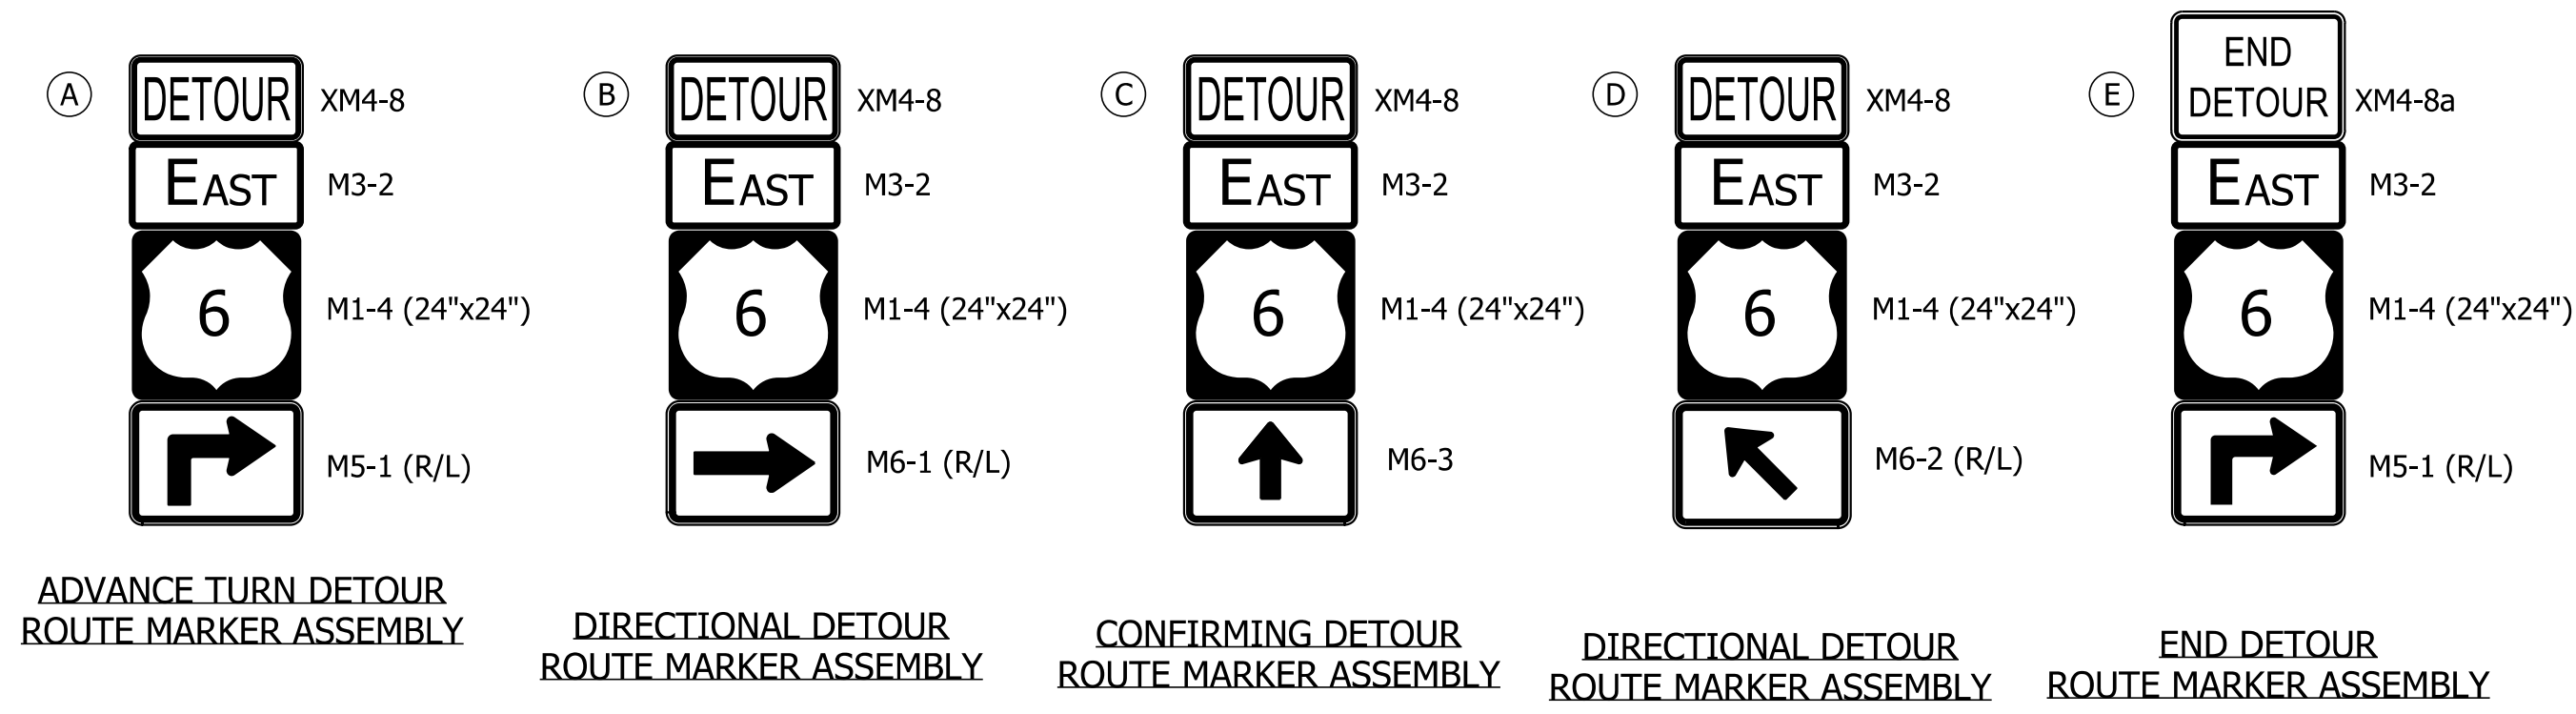 A
DETOUR
XM4-8
EAST
M3-2
6
M1-4 (24"x24")
M5-1 (R/L)
ADVANCE TURN DETOUR
ROUTE MARKER ASSEMBLY
B
DETOUR
XM4-8
EAST
M3-2
6
M1-4 (24"x24")
M6-1 (R/L)
DIRECTIONAL DETOUR
ROUTE MARKER ASSEMBLY
C
DETOUR
XM4-8
EAST
M3-2
6
M1-4 (24"x24")
M6-3
CONFIRMING DETOUR
ROUTE MARKER ASSEMBLY
D
DETOUR
XM4-8
EAST
M3-2
6
M1-4 (24"x24")
M6-2 (R/L)
DIRECTIONAL DETOUR
ROUTE MARKER ASSEMBLY
E
END
DETOUR
XM4-8a
EAST
M3-2
6
M1-4 (24"x24")
M5-1 (R/L)
END DETOUR
ROUTE MARKER ASSEMBLY